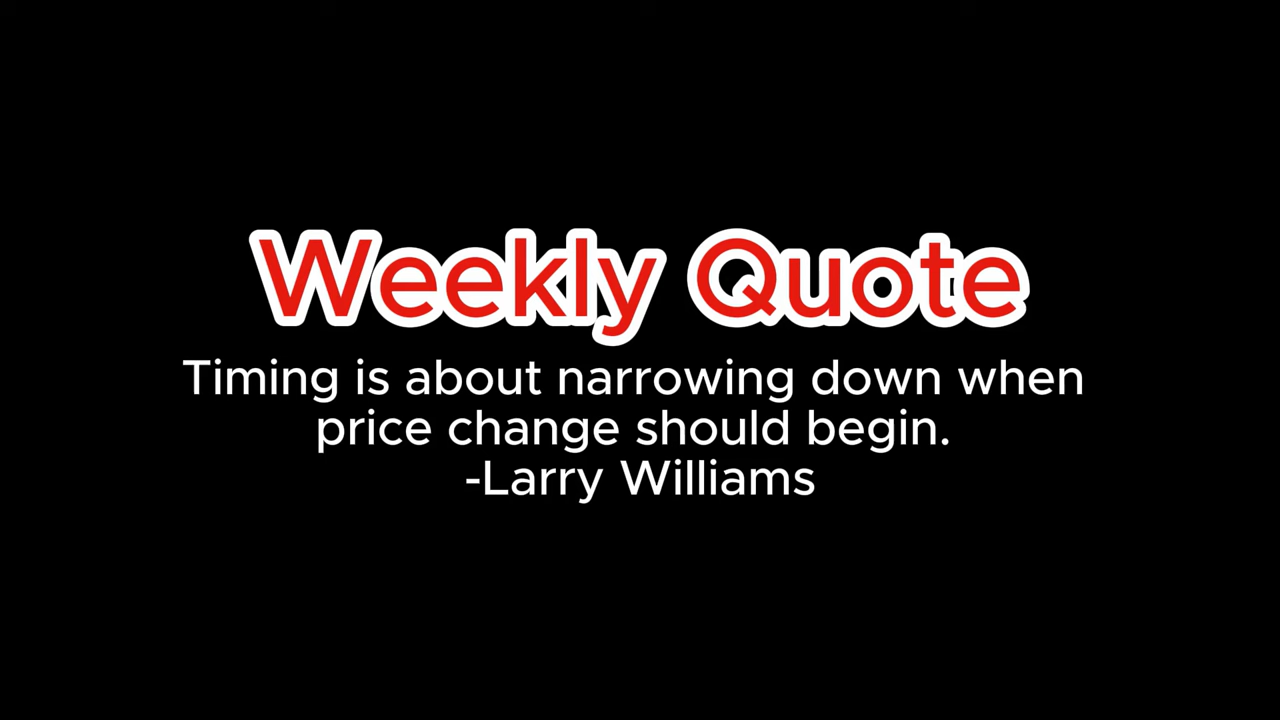 Weekly Quote
Timing is about narrowing down when
price change should begin.
-Larry Williams